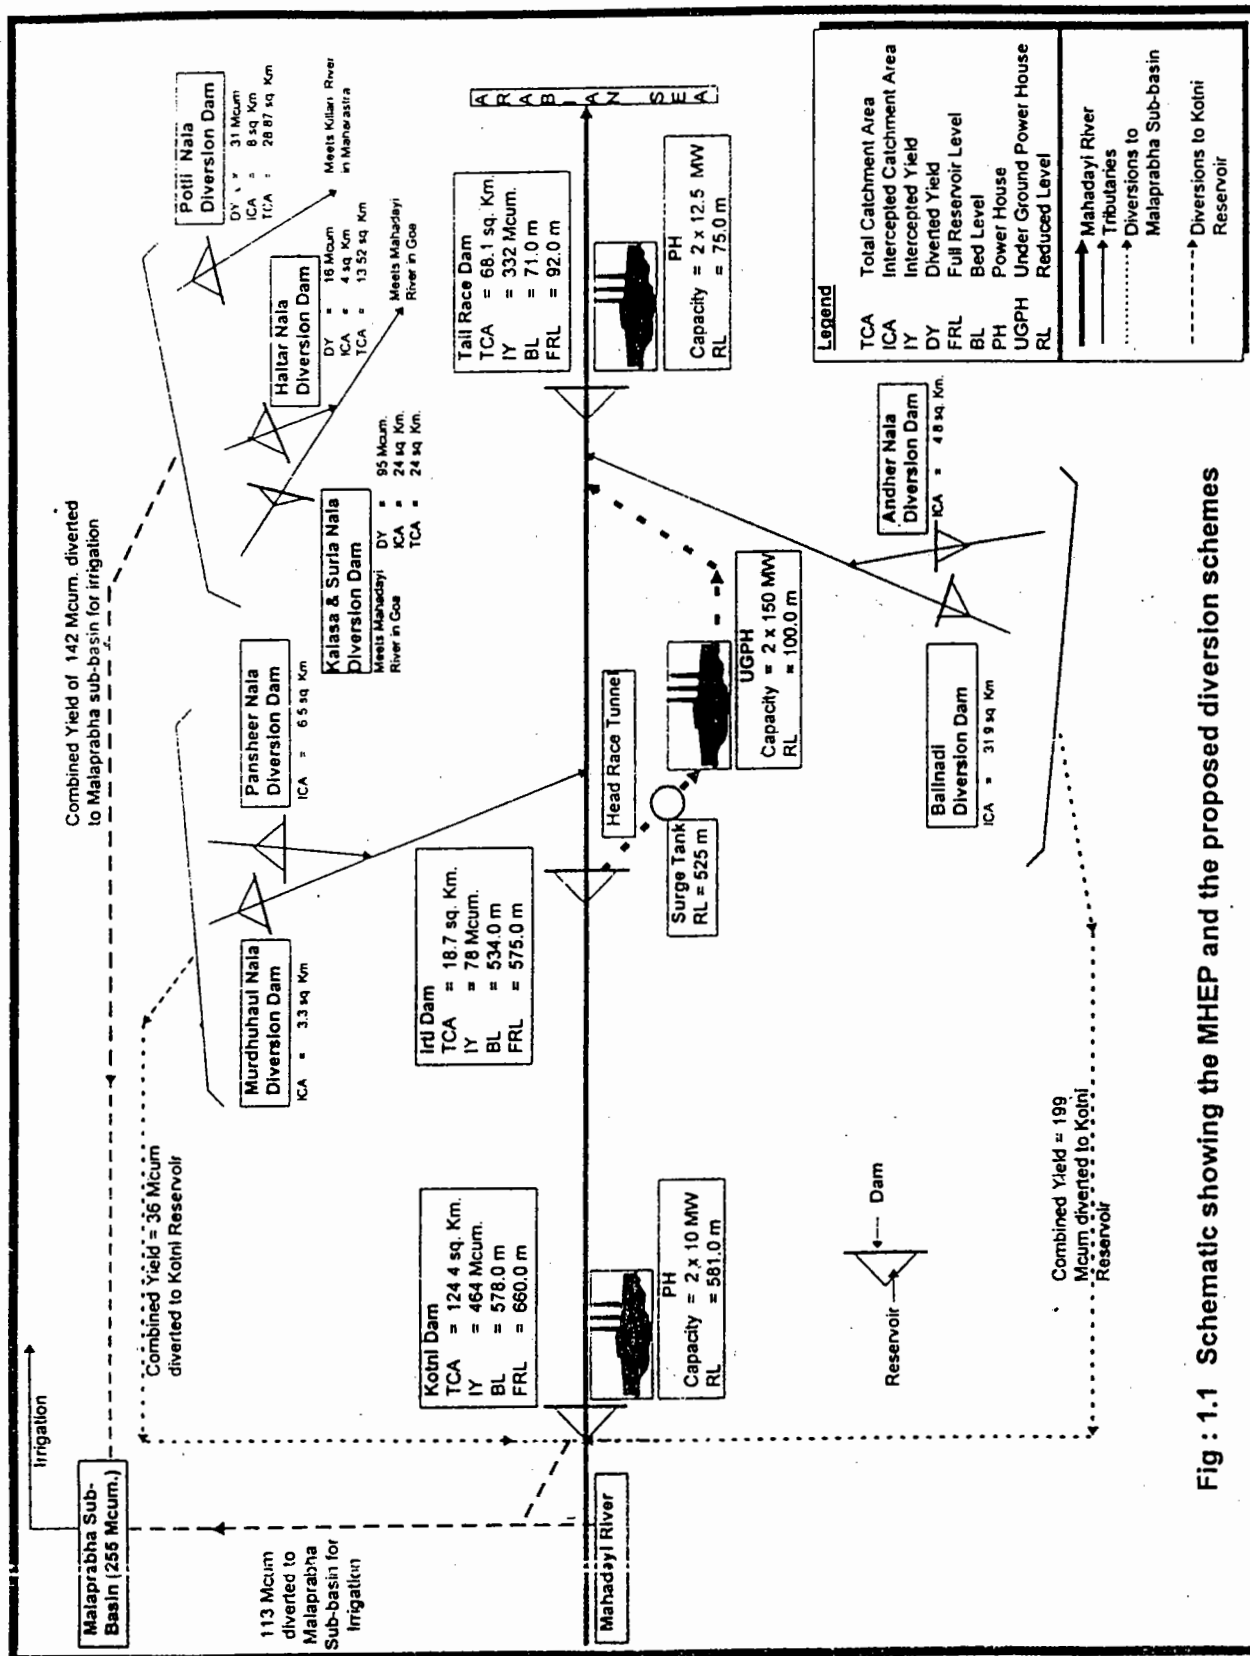 Irrigation
Malaprabha Sub-
Basin (255 Mcum.)
Combined Yield of 142 Mcum. diverted
to Malaprabha sub-basin for irrigation
113 Mcum
diverted to
Malaprabha
Sub-basin for
Irrigation
Combined Yield = 36 Mcum
diverted to Kotni Reservoir
Murdhuhaul Nala
Diversion Dam
ICA = 3.3 sq Km
Pansheer Nala
Diversion Dam
ICA = 6.5 sq Km
Kalasa & Surla Nala
Diversion Dam
Meets Mahadayi
River in Goa
DY = 95 Mcum.
ICA = 24 sq Km.
TCA = 24 sq Km.
Haltar Nala
Diversion Dam
DY = 16 Mcum
ICA = 4 sq Km
TCA = 13 52 sq Km
Meets Mahadayi
River in Goa
Potli Nala
Diversion Dam
DY = 31 Mcum
ICA = 8 sq Km
TCA = 28 87 sq Km
Meets Killari River
in Maharastra
Kotni Dam
TCA = 124 4 sq. Km.
IY = 464 Mcum.
BL = 578.0 m
FRL = 660.0 m
Irti Dam
TCA = 18.7 sq. Km.
IY = 78 Mcum.
BL = 534.0 m
FRL = 575.0 m
Tail Race Dam
TCA = 68.1 sq. Km.
IY = 332 Mcum.
BL = 71.0 m
FRL = 92.0 m
ARABIAN SEA
Mahadayi River
PH
Capacity = 2 x 10 MW
RL = 581.0 m
Head Race Tunnel
Surge Tank
RL = 525 m
UGPH
Capacity = 2 x 150 MW
RL = 100.0 m
PH
Capacity = 2 x 12.5 MW
RL = 75.0 m
Reservoir
Dam
Ballnadi
Diversion Dam
ICA = 31 9 sq Km
Andher Nala
Diversion Dam
ICA = 4 8 sq. Km.
Combined Yield = 199
Mcum diverted to Kotni
Reservoir
Legend
TCA Total Catchment Area
ICA Intercepted Catchment Area
IY Intercepted Yield
DY Diverted Yield
FRL Full Reservoir Level
BL Bed Level
PH Power House
UGPH Under Ground Power House
RL Reduced Level
Mahadayi River
Tributaries
Diversions to
Malaprabha Sub-basin
Diversions to Kotni
Reservoir
Fig : 1.1 Schematic showing the MHEP and the proposed diversion schemes